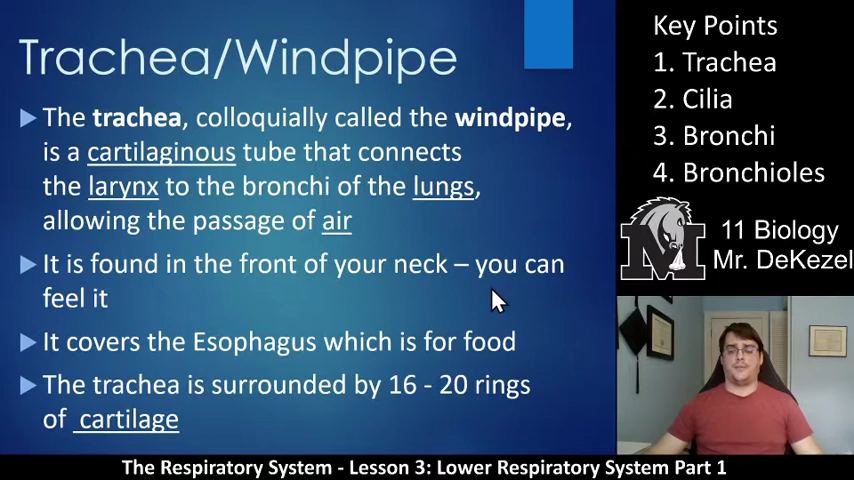 Trachea/Windpipe
The trachea, colloquially called the windpipe,
is a cartilaginous tube that connects
the larynx to the bronchi of the lungs,
allowing the passage of air
It is found in the front of your neck – you can
feel it
It covers the Esophagus which is for food
The trachea is surrounded by 16 - 20 rings
of cartilage
Key Points
1. Trachea
2. Cilia
3. Bronchi
4. Bronchioles
M
11 Biology
Mr. DeKezel
The Respiratory System - Lesson 3: Lower Respiratory System Part 1